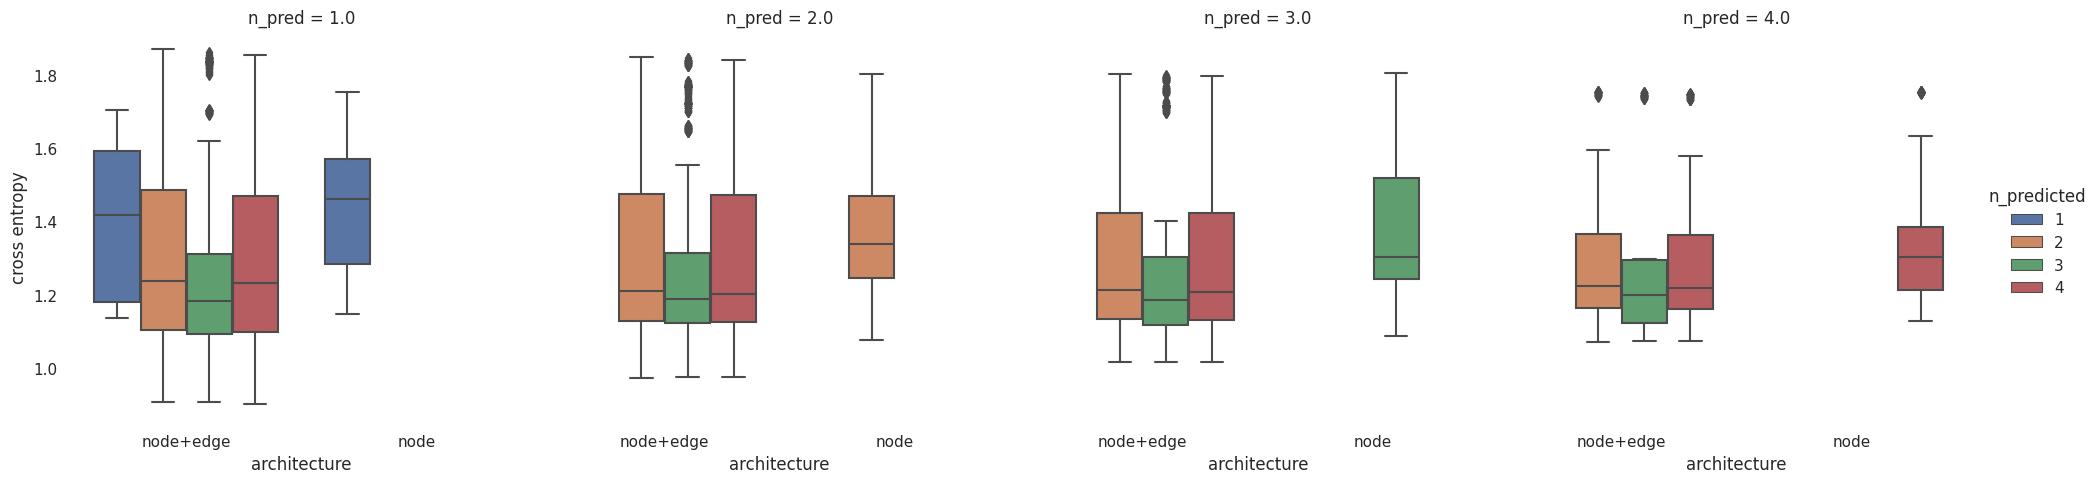 n_pred = 1.0
n_pred = 2.0
n_pred = 3.0
n_pred = 4.0
cross entropy
1.8
1.6
1.4
1.2
1.0
node+edge
node
architecture
node+edge
node
architecture
node+edge
node
architecture
node+edge
node
architecture
n_predicted
1
2
3
4